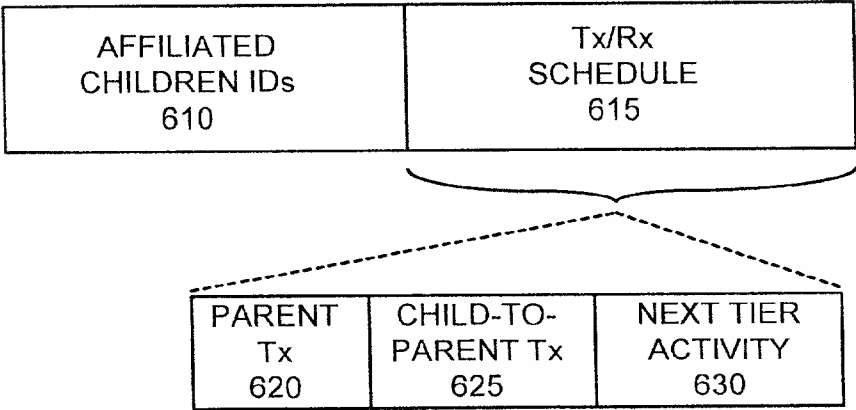 AFFILIATED
CHILDREN IDs
610
Tx/Rx
SCHEDULE
615
PARENT
Tx
620
CHILD-TO-
PARENT Tx
625
NEXT TIER
ACTIVITY
630